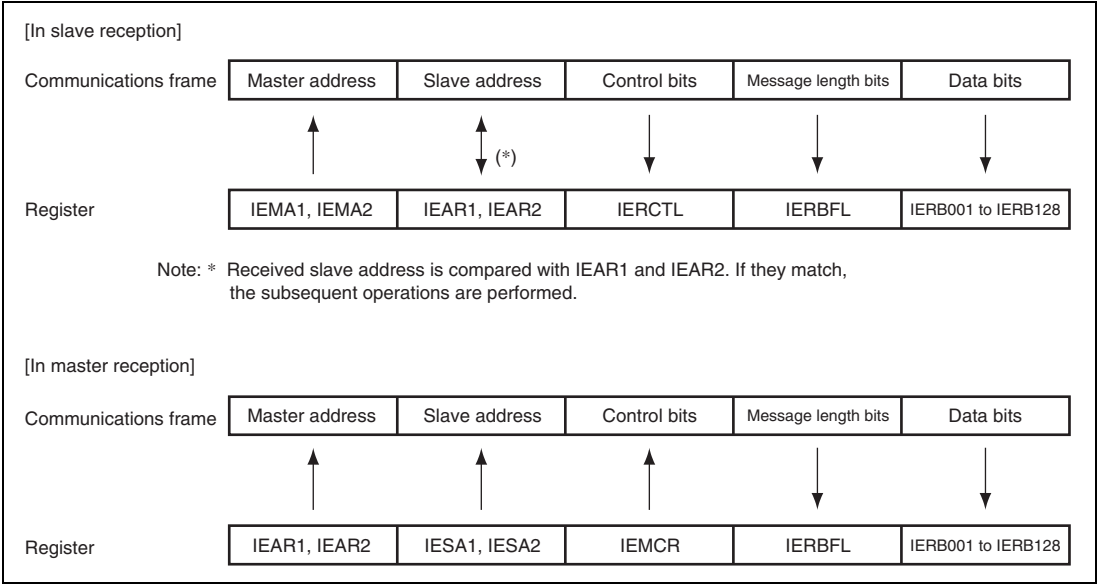 [In slave reception]
Communications frame Master address Slave address Control bits Message length bits Data bits
(*)
Register IEMA1, IEMA2 IEAR1, IEAR2 IERCTL IERBFL IERB001 to IERB128
Note: * Received slave address is compared with IEAR1 and IEAR2. If they match,
the subsequent operations are performed.
[In master reception]
Communications frame Master address Slave address Control bits Message length bits Data bits
Register IEAR1, IEAR2 IESA1, IESA2 IEMCR IERBFL IERB001 to IERB128